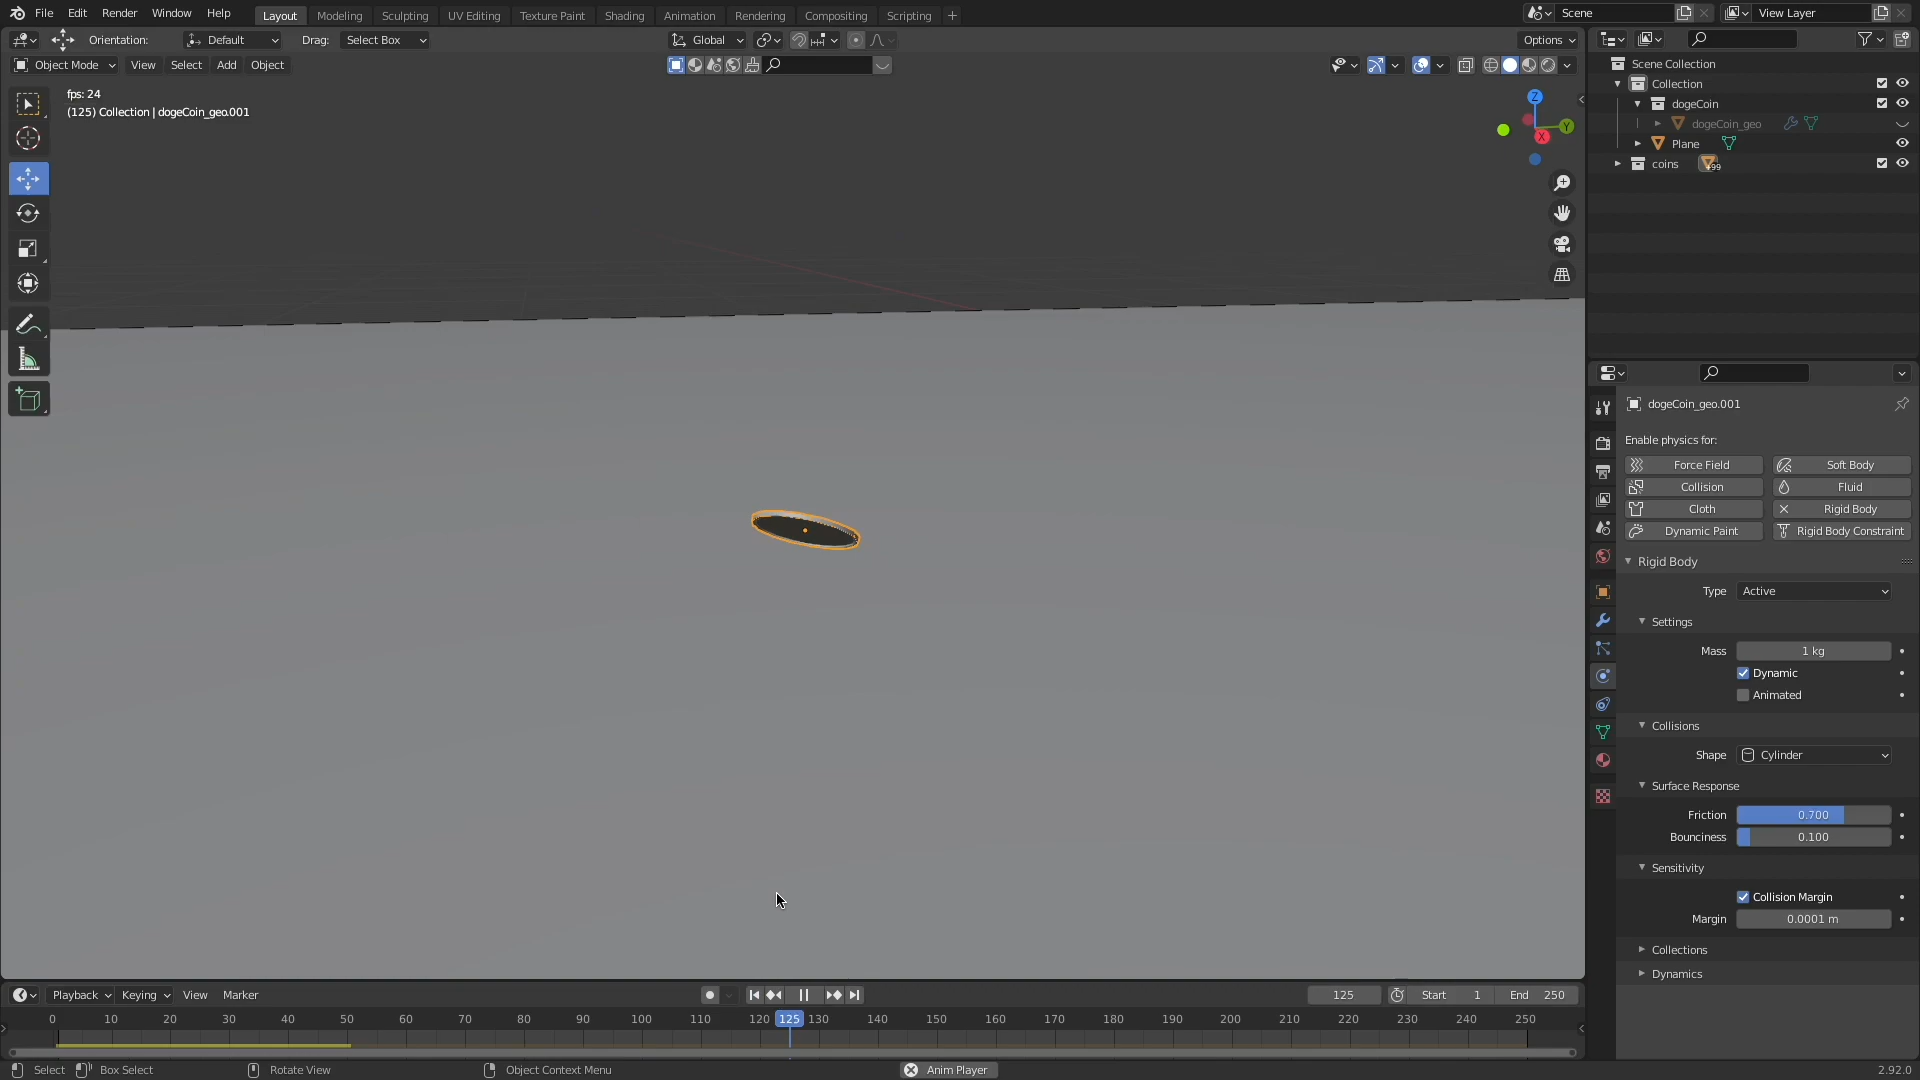 File Edit Render Window Help Layout Modeling Sculpting UV Editing Texture Paint Shading Animation Rendering Compositing Scripting + Scene View Layer
Orientation: Default Drag: Select Box Global Options
Object Mode View Select Add Object
Scene Collection
Collection
dogeCoin
dogeCoin_geo
Plane
coins +99
fps: 24
(125) Collection | dogeCoin_geo.001
Z
Y
X
dogeCoin_geo.001
Enable physics for:
Force Field Soft Body
Collision Fluid
Cloth Rigid Body
Dynamic Paint Rigid Body Constraint
Rigid Body
Type Active
Settings
Mass 1 kg
Dynamic
Animated
Collisions
Shape Cylinder
Surface Response
Friction 0.700
Bounciness 0.100
Sensitivity
Collision Margin
Margin 0.0001 m
Collections
Dynamics
Playback Keying View Marker 125 Start 1 End 250
0 10 20 30 40 50 60 70 80 90 100 110 120 125 130 140 150 160 170 180 190 200 210 220 230 240 250
Select Box Select Rotate View Object Context Menu Anim Player 2.92.0